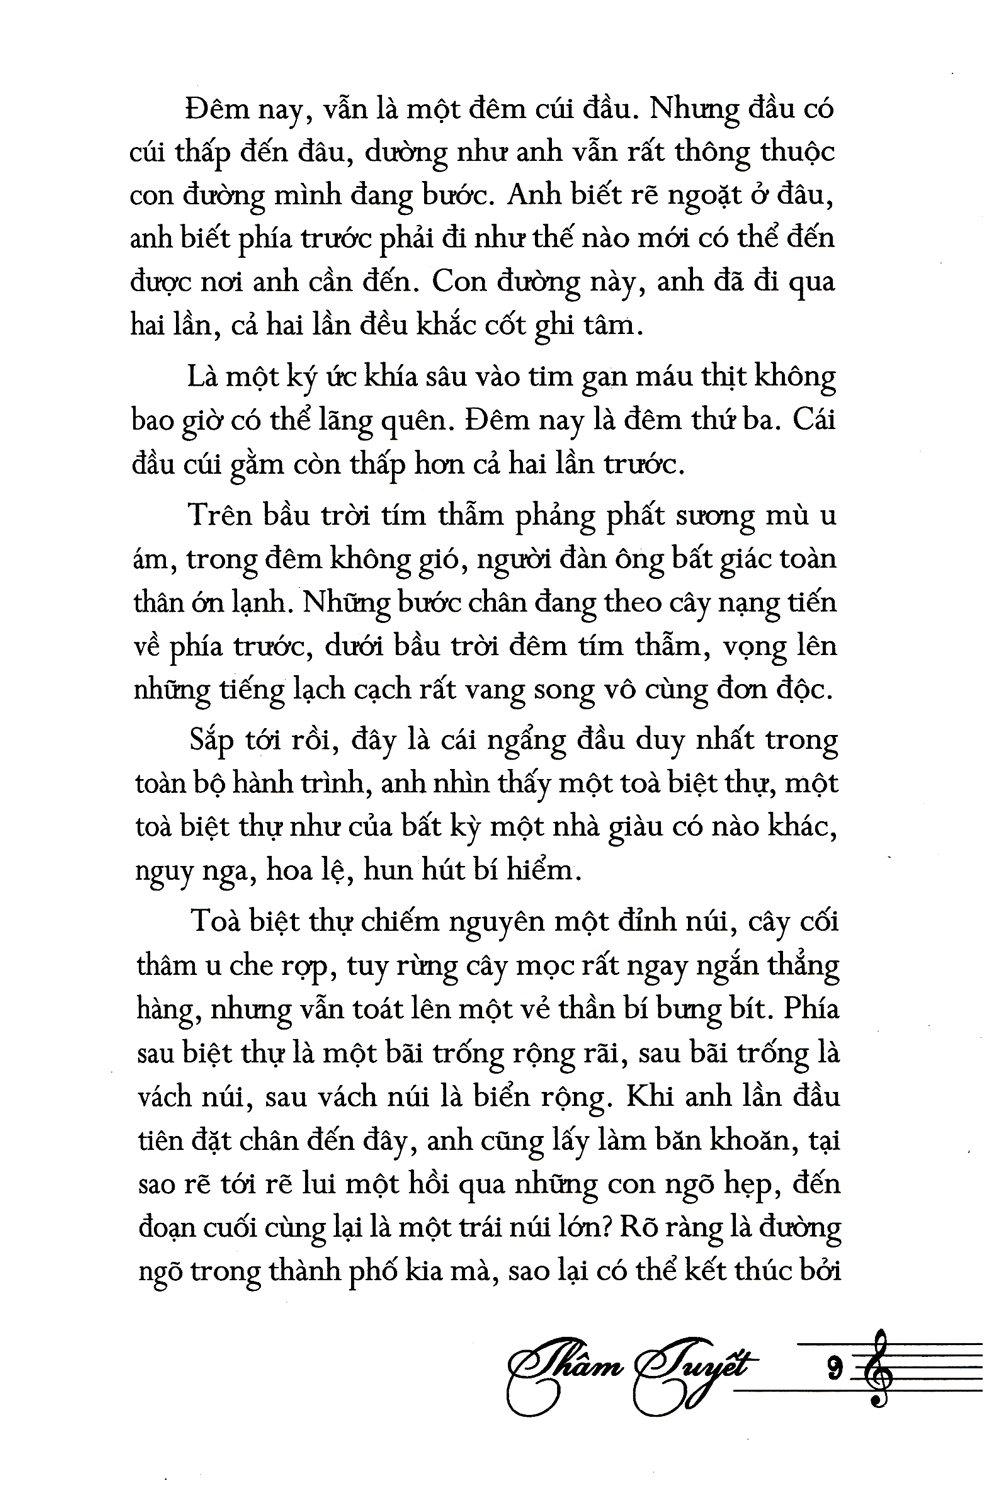 Đêm nay, vẫn là một đêm cúi đầu. Nhưng đầu có
cúi thấp đến đâu, dường như anh vẫn rất thông thuộc
con đường mình đang bước. Anh biết rẽ ngoặt ở đâu,
anh biết phía trước phải đi như thế nào mới có thể đến
được nơi anh cần đến. Con đường này, anh đã đi qua
hai lần, cả hai lần đều khắc cốt ghi tâm.
Là một ký ức khía sâu vào tim gan máu thịt không
bao giờ có thể lãng quên. Đêm nay là đêm thứ ba. Cái
đầu cúi gằm còn thấp hơn cả hai lần trước.
Trên bầu trời tím thẫm phảng phất sương mù u
ám, trong đêm không gió, người đàn ông bất giác toàn
thân ớn lạnh. Những bước chân đang theo cây nạng tiến
về phía trước, dưới bầu trời đêm tím thẫm, vọng lên
những tiếng lạch cạch rất vang song vô cùng đơn độc.
Sắp tới rồi, đây là cái ngẩng đầu duy nhất trong
toàn bộ hành trình, anh nhìn thấy một toà biệt thự, một
toà biệt thự như của bất kỳ một nhà giàu có nào khác,
nguy nga, hoa lệ, hun hút bí hiểm.
Toà biệt thự chiếm nguyên một đỉnh núi, cây cối
thâm u che rợp, tuy rừng cây mọc rất ngay ngắn thẳng
hàng, nhưng vẫn toát lên một vẻ thần bí bưng bít. Phía
sau biệt thự là một bãi trống rộng rãi, sau bãi trống là
vách núi, sau vách núi là biển rộng. Khi anh lần đầu
tiên đặt chân đến đây, anh cũng lấy làm băn khoăn, tại
sao rẽ tới rẽ lui một hồi qua những con ngõ hẹp, đến
đoạn cuối cùng lại là một trái núi lớn? Rõ ràng là đường
ngõ trong thành phố kia mà, sao lại có thể kết thúc bởi
Thâm Tuyết 9